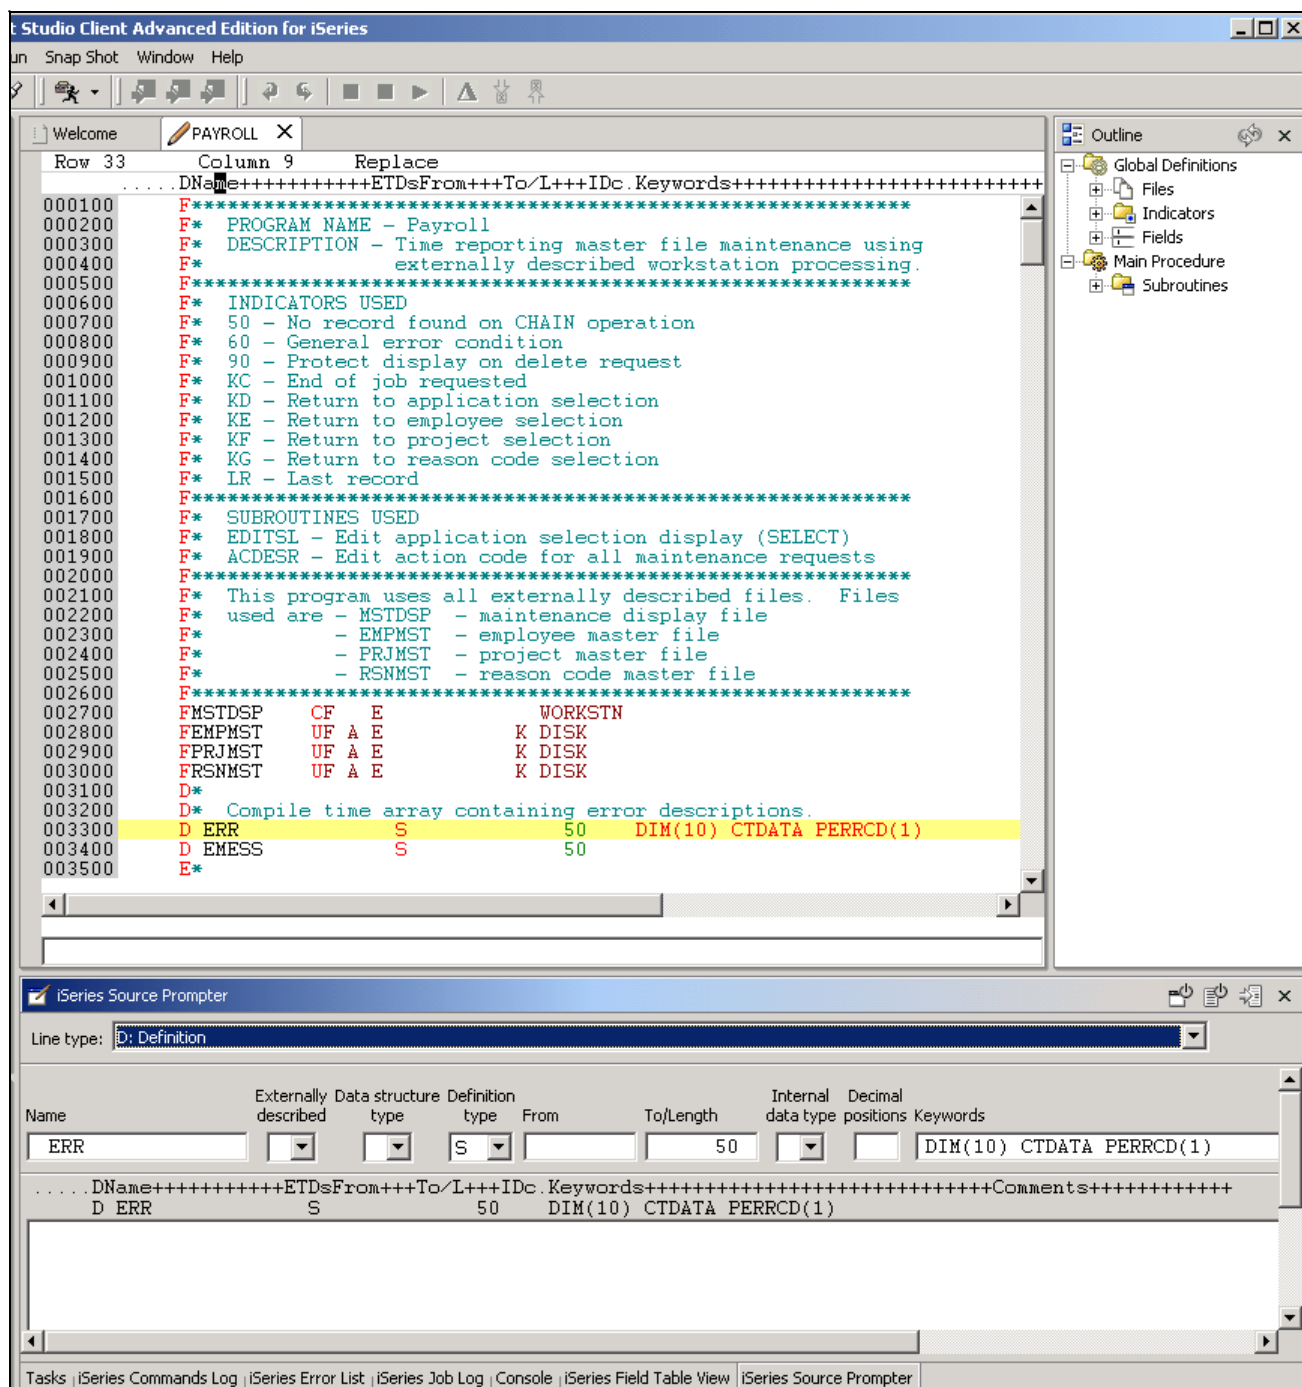 t Studio Client Advanced Edition for iSeries
un Snap Shot Window Help
Welcome PAYROLL Outline
Row 33 Column 9 Replace
.....DName+++++++++++ETDsFrom+++To/L+++IDc.Keywords++++++++++++++++++++++++++
000100 F************************************************************
000200 F* PROGRAM NAME - Payroll
000300 F* DESCRIPTION - Time reporting master file maintenance using
000400 F* externally described workstation processing.
000500 F************************************************************
000600 F* INDICATORS USED
000700 F* 50 - No record found on CHAIN operation
000800 F* 60 - General error condition
000900 F* 90 - Protect display on delete request
001000 F* KC - End of job requested
001100 F* KD - Return to application selection
001200 F* KE - Return to employee selection
001300 F* KF - Return to project selection
001400 F* KG - Return to reason code selection
001500 F* LR - Last record
001600 F************************************************************
001700 F* SUBROUTINES USED
001800 F* EDITSL - Edit application selection display (SELECT)
001900 F* ACDESR - Edit action code for all maintenance requests
002000 F************************************************************
002100 F* This program uses all externally described files. Files
002200 F* used are - MSTDSP - maintenance display file
002300 F* - EMPMST - employee master file
002400 F* - PRJMST - project master file
002500 F* - RSNMST - reason code master file
002600 F************************************************************
002700 FMSTDSP CF E WORKSTN
002800 FEMPMST UF A E K DISK
002900 FPRJMST UF A E K DISK
003000 FRSNMST UF A E K DISK
003100 D*
003200 D* Compile time array containing error descriptions.
003300 D ERR S 50 DIM(10) CTDATA PERRCD(1)
003400 D EMESS S 50
003500 E*
Global Definitions
Files
Indicators
Fields
Main Procedure
Subroutines
iSeries Source Prompter
Line type: D: Definition
Externally Data structure Definition Internal Decimal
Name described type type From To/Length data type positions Keywords
ERR S 50 DIM(10) CTDATA PERRCD(1)
.....DName+++++++++++ETDsFrom+++To/L+++IDc.Keywords+++++++++++++++++++++++++++++Comments++++++++++++
D ERR S 50 DIM(10) CTDATA PERRCD(1)
Tasks iSeries Commands Log iSeries Error List iSeries Job Log Console iSeries Field Table View iSeries Source Prompter